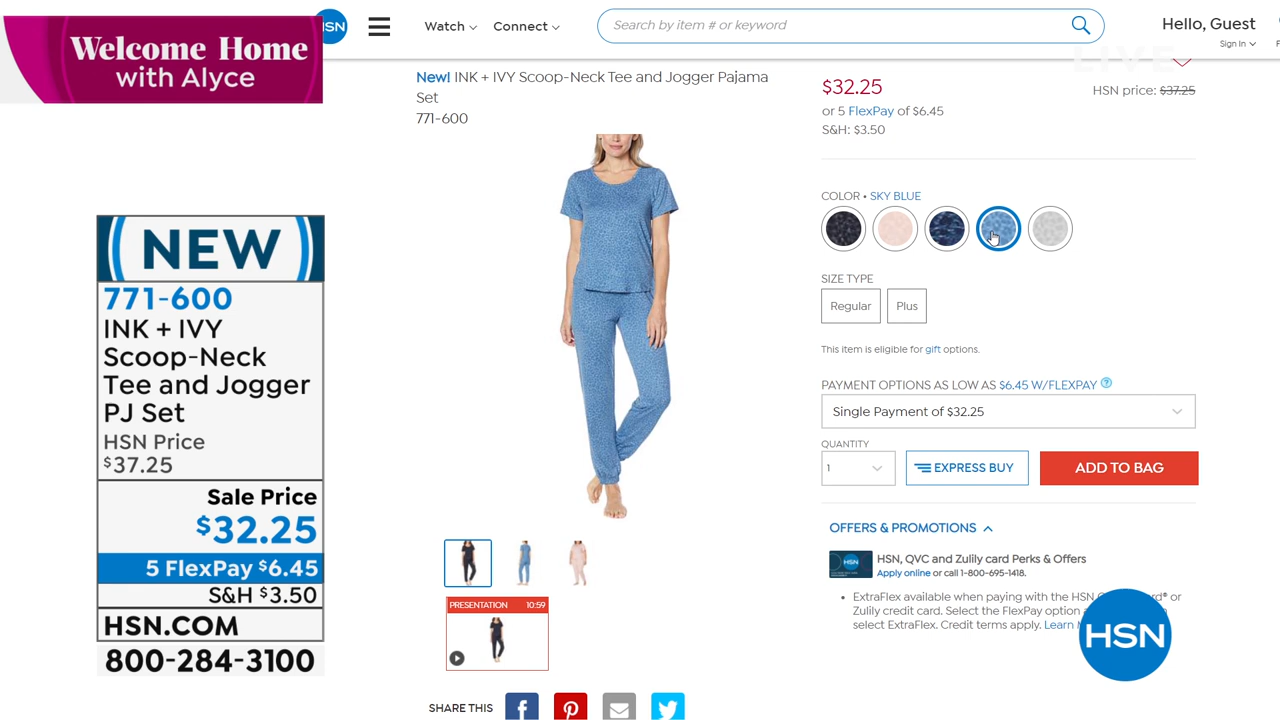 Welcome Home
with Alyce
HSN
Watch
Connect
Search by item # or keyword
Hello, Guest
Sign In
LIVE
New! INK + IVY Scoop-Neck Tee and Jogger Pajama
Set
771-600
$32.25
HSN price: $37.25
or 5 FlexPay of $6.45
S&H: $3.50
COLOR • SKY BLUE
SIZE TYPE
Regular
Plus
This item is eligible for gift options.
PAYMENT OPTIONS AS LOW AS $6.45 W/FLEXPAY ?
Single Payment of $32.25
QUANTITY
1
EXPRESS BUY
ADD TO BAG
OFFERS & PROMOTIONS
HSN
HSN, QVC and Zulily card Perks & Offers
Apply online or call 1-800-695-1418.
• ExtraFlex available when paying with the HSN
® or
Zulily credit card. Select the FlexPay option
select ExtraFlex. Credit terms apply. Learn
HSN
PRESENTATION 10:59
SHARE THIS
NEW
771-600
INK + IVY
Scoop-Neck
Tee and Jogger
PJ Set
HSN Price
$37.25
Sale Price
$32.25
5 FlexPay $6.45
S&H $3.50
HSN.COM
800-284-3100